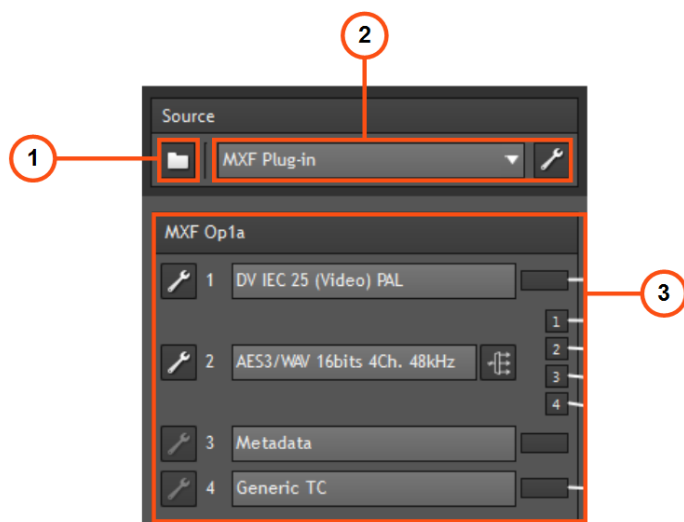 2
Source
1
MXF Plug-in
MXF Op1a
1 DV IEC 25 (Video) PAL
3
1
2 AES3/WAV 16bits 4Ch. 48kHz
2
3
4
3 Metadata
4 Generic TC